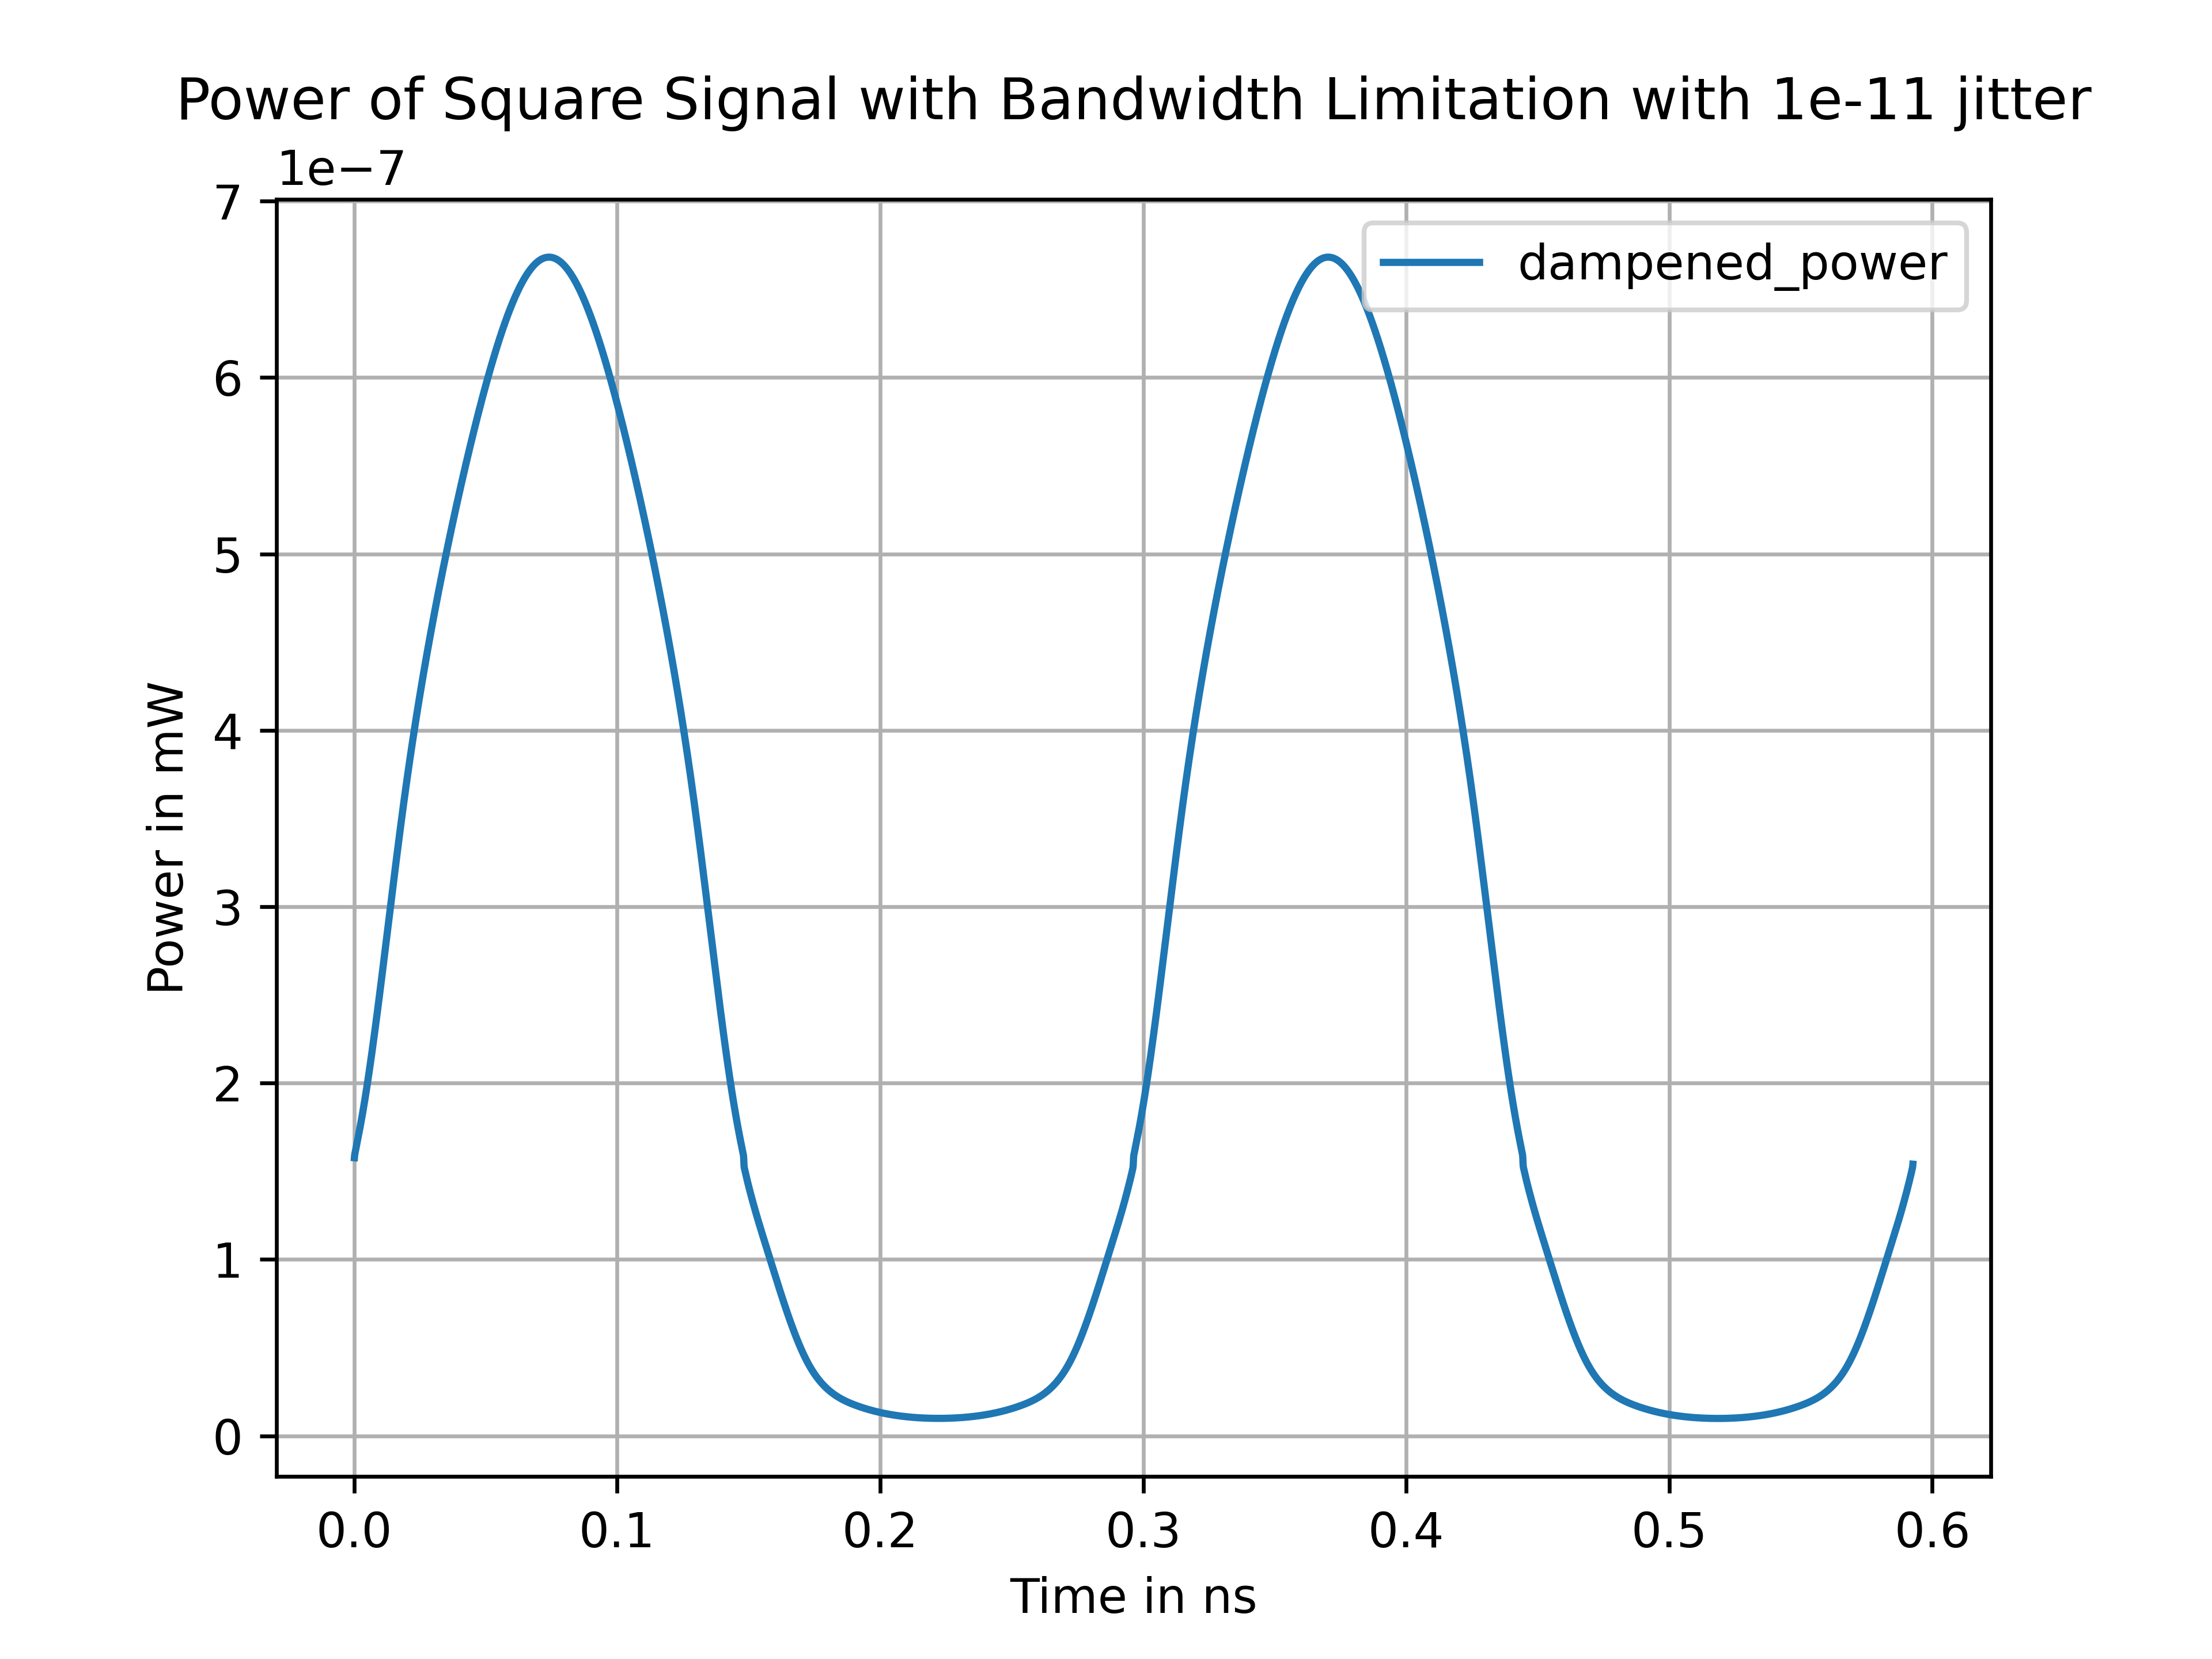 Power of Square Signal with Bandwidth Limitation with 1e-11 jitter
1e−7
7
6
5
4
3
2
1
0
Power in mW
dampened_power
0.0 0.1 0.2 0.3 0.4 0.5 0.6
Time in ns